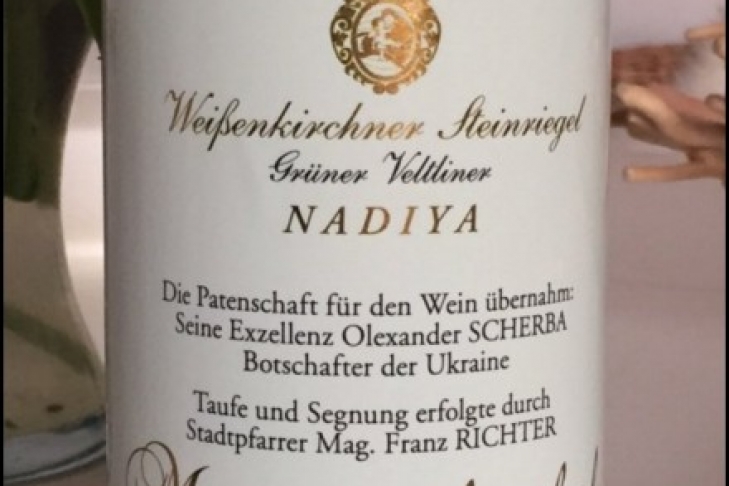 Weißenkirchner Steinriegel
Grüner Veltliner
NADIYA
Die Patenschaft für den Wein übernahm:
Seine Exzellenz Olexander SCHERBA
Botschafter der Ukraine
Taufe und Segnung erfolgte durch
Stadtpfarrer Mag. Franz RICHTER